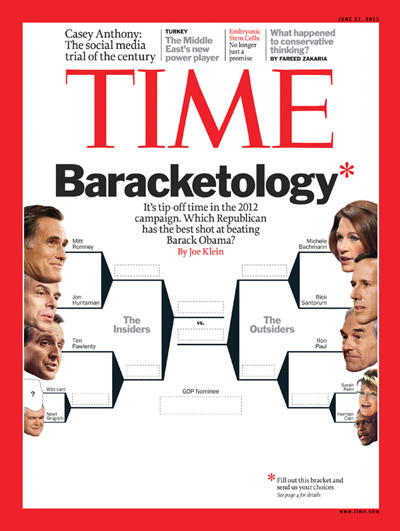 JUNE 27, 2011
Casey Anthony:
The social media
trial of the century
TURKEY
The Middle
East's new
power player
Embryonic
Stem Cells:
No longer
just a
promise
What happened
to conservative
thinking?
BY FAREED ZAKARIA
TIME
Baracketology*
It's tip-off time in the 2012
campaign. Which Republican
has the best shot at beating
Barack Obama?
By Joe Klein
Mitt
Romney
Jon
Huntsman
Tim
Pawlenty
Wild card
?
Newt
Gingrich
The
Insiders
vs.
The
Outsiders
GOP Nominee
Michele
Bachmann
Rick
Santorum
Ron
Paul
Sarah
Palin
Herman
Cain
*Fill out this bracket and
send us your choices
See page 4 for details
www.time.com